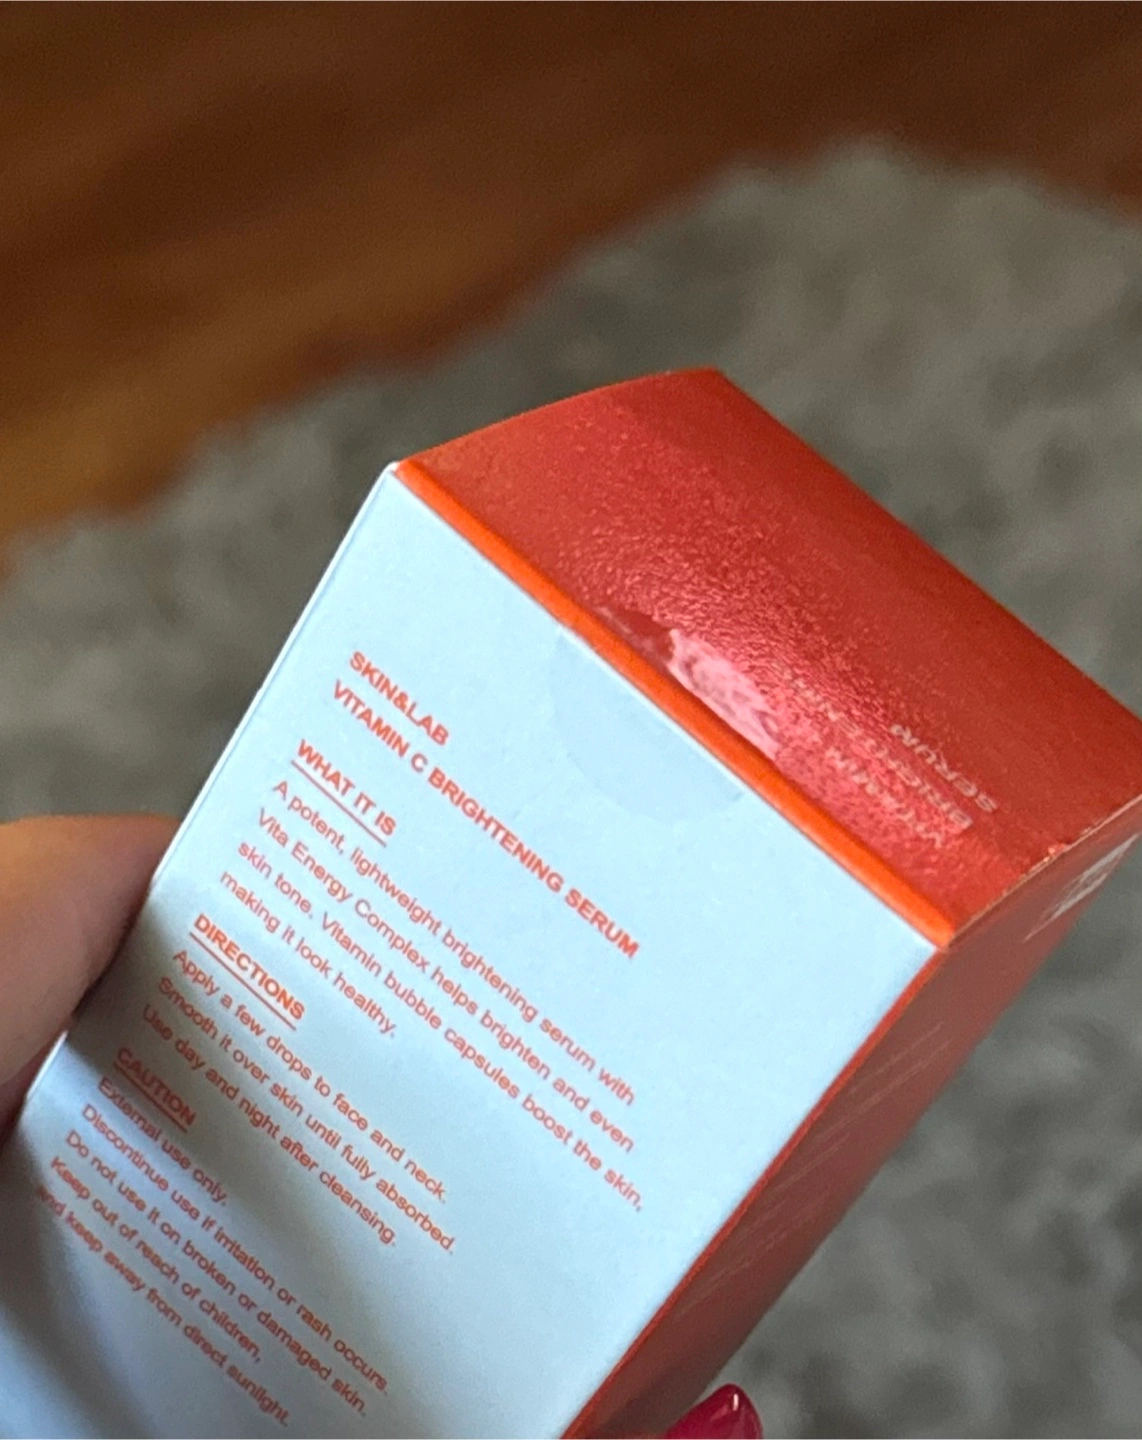 SKIN&LAB
VITAMIN C BRIGHTENING SERUM
WHAT IT IS
A potent, lightweight brightening serum with
Vita Energy Complex helps brighten and even
skin tone. Vitamin bubble capsules boost the skin,
making it look healthy.
DIRECTIONS
Apply a few drops to face and neck.
Smooth it over skin until fully absorbed.
Use day and night after cleansing.
CAUTION
External use only.
Discontinue use if irritation or rash occurs.
Do not use it on broken or damaged skin.
Keep out of reach of children,
and keep away from direct sunlight.
VITAMIN
BRIGHTENING
SERUM